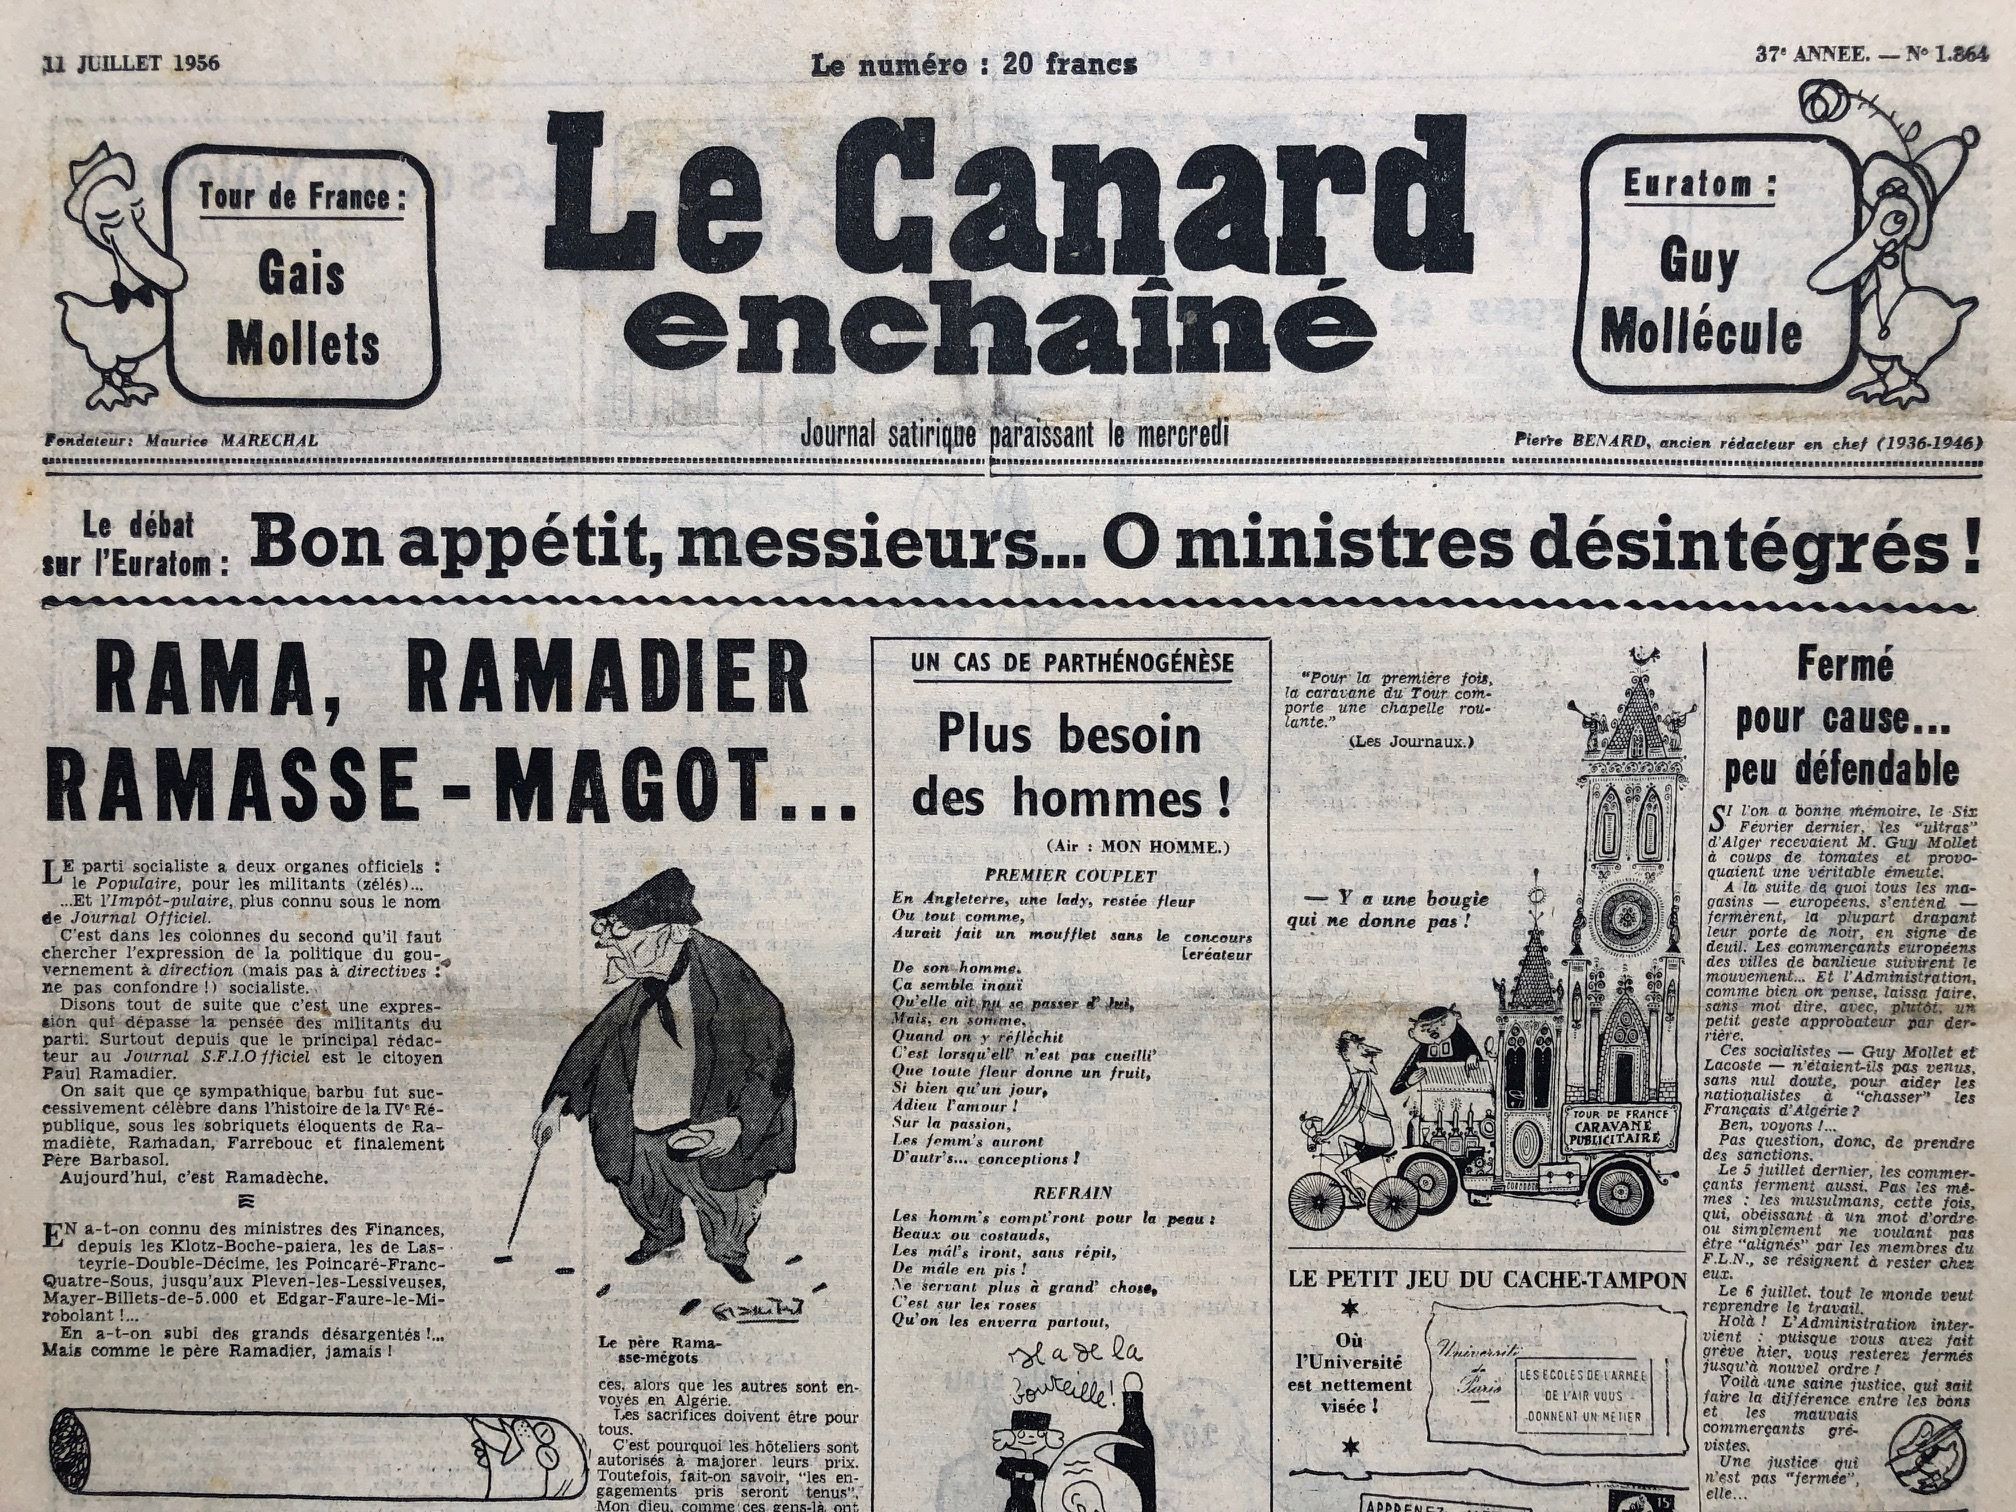 11 JUILLET 1956
Le numéro : 20 francs
37e ANNEE. — No 1.864
Tour de France :
Gais
Mollets
Le Canard
enchaîné
Euratom :
Guy
Mollécule
Fondateur: Maurice MARECHAL
Journal satirique paraissant le mercredi
Pierre BENARD, ancien rédacteur en chef (1936-1946)
Le débat
sur l'Euratom :
Bon appétit, messieurs... O ministres désintégrés !
RAMA, RAMADIER
RAMASSE-MAGOT...
LE parti socialiste a deux organes officiels :
le Populaire, pour les militants (zélés)...
...Et l'Impôt-pulaire, plus connu sous le nom
de Journal Officiel.
C'est dans les colonnes du second qu'il faut
chercher l'expression de la politique du gou-
vernement à direction (mais pas à directives :
ne pas confondre !) socialiste.
Disons tout de suite que c'est une expres-
sion qui dépasse la pensée des militants du
parti. Surtout depuis que le principal rédac-
teur au Journal S.F.I.Officiel est le citoyen
Paul Ramadier.
On sait que ce sympathique barbu fut suc-
cessivement célèbre dans l'histoire de la IVe Ré-
publique, sous les sobriquets éloquents de Ra-
madiète, Ramadan, Farrebouc et finalement
Père Barbasol.
Aujourd'hui, c'est Ramadèche.
EN a-t-on connu des ministres des Finances,
depuis les Klotz-Boche-paiera, les de Las-
teyrie-Double-Décime, les Poincaré-Franc-
Quatre-Sous, jusqu'aux Pleven-les-Lessiveuses,
Mayer-Billets-de-5.000 et Edgar-Faure-le-Mi-
robolant !...
En a-t-on subi des grands désargentés !...
Mais comme le père Ramadier, jamais !
Le père Rama-
sse-mégots
ces, alors que les autres sont en-
voyés en Algérie.
Les sacrifices doivent être pour
tous.
C'est pourquoi les hôteliers sont
autorisés à majorer leurs prix.
Toutefois, fait-on savoir, "les en-
gagements pris seront tenus".
Mon dieu, comme ces gens-là ont
UN CAS DE PARTHÉNOGÉNÈSE
Plus besoin
des hommes !
(Air : MON HOMME.)
PREMIER COUPLET
En Angleterre, une lady, restée fleur
Ou tout comme,
Aurait fait un moufflet sans le concours
[créateur
De son homme.
Ça semble inouï
Qu'elle ait pu se passer d' lui,
Mais, en somme,
Quand on y réfléchit
C'est lorsqu'ell' n'est pas cueilli'
Que toute fleur donne un fruit,
Si bien qu'un jour,
Adieu l'amour !
Sur la passion,
Les femm's auront
D'autr's... conceptions !
REFRAIN
Les homm's compt'ront pour la peau :
Beaux ou costauds,
Les mâl's iront, sans répit,
De mâle en pis !
Ne servant plus à grand' chose,
C'est sur les roses
Qu'on les enverra partout,
Y a de la
bouteille !
"Pour la première fois,
la caravane du Tour com-
porte une chapelle rou-
lante."
(Les Journaux.)
— Y a une bougie
qui ne donne pas !
TOUR DE FRANCE
CARAVANE
PUBLICITAIRE
LE PETIT JEU DU CACHE-TAMPON
Où
l'Université
est nettement
visée !
Université
de
Paris
LES ECOLES DE L'ARMEE
DE L'AIR VOUS
DONNENT UN METIER
15
Fermé
pour cause...
peu défendable
SI l'on a bonne mémoire, le Six
Février dernier, les "ultras"
d'Alger recevaient M. Guy Mollet
à coups de tomates et provo-
quaient une véritable émeute.
A la suite de quoi tous les ma-
gasins — européens, s'entend —
fermèrent, la plupart drapant
leur porte de noir, en signe de
deuil. Les commerçants européens
des villes de banlieue suivirent le
mouvement... Et l'Administration,
comme bien on pense, laissa faire,
sans mot dire, avec, plutôt, un
petit geste approbateur par der-
rière.
Ces socialistes — Guy Mollet et
Lacoste — n'étaient-ils pas venus,
sans nul doute, pour aider les
nationalistes à "chasser" les
Français d'Algérie ?
Ben, voyons !...
Pas question, donc, de prendre
des sanctions.
Le 5 juillet dernier, les commer-
çants ferment aussi. Pas les mê-
mes : les musulmans, cette fois,
qui, obéissant à un mot d'ordre
ou simplement ne voulant pas
être "alignés" par les membres du
F.L.N., se résignent à rester chez
eux.
Le 6 juillet, tout le monde veut
reprendre le travail.
Holà ! L'Administration inter-
vient : puisque vous avez fait
grève hier, vous resterez fermés
jusqu'à nouvel ordre !
Voilà une saine justice, qui sait
faire la différence entre les bons
et les mauvais
commerçants gré-
vistes.
Une justice qui
n'est pas "fermée",
elle...